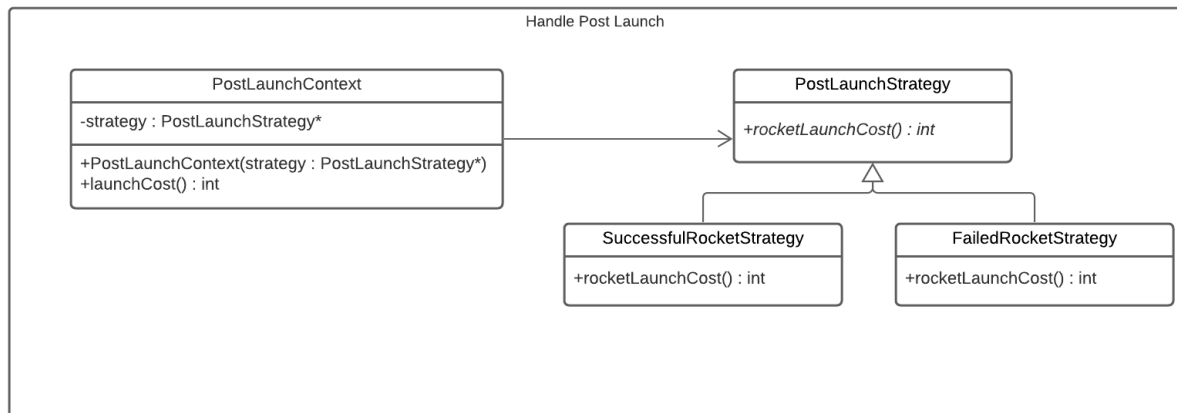 Handle Post Launch
PostLaunchContext
-strategy : PostLaunchStrategy*
+PostLaunchContext(strategy : PostLaunchStrategy*)
+launchCost() : int
PostLaunchStrategy
+rocketLaunchCost() : int
SuccessfulRocketStrategy
+rocketLaunchCost() : int
FailedRocketStrategy
+rocketLaunchCost() : int